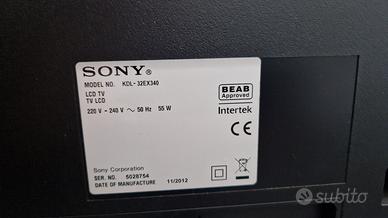 SONY®
MODEL NO. KDL-32EX340
LCD TV
TV LCD
220 V - 240 V ~ 50 Hz 55 W
BEAB
Approved
Intertek
CE
Sony Corporation
SER. NO. 5028754
DATE OF MANUFACTURE 11/2012
subito